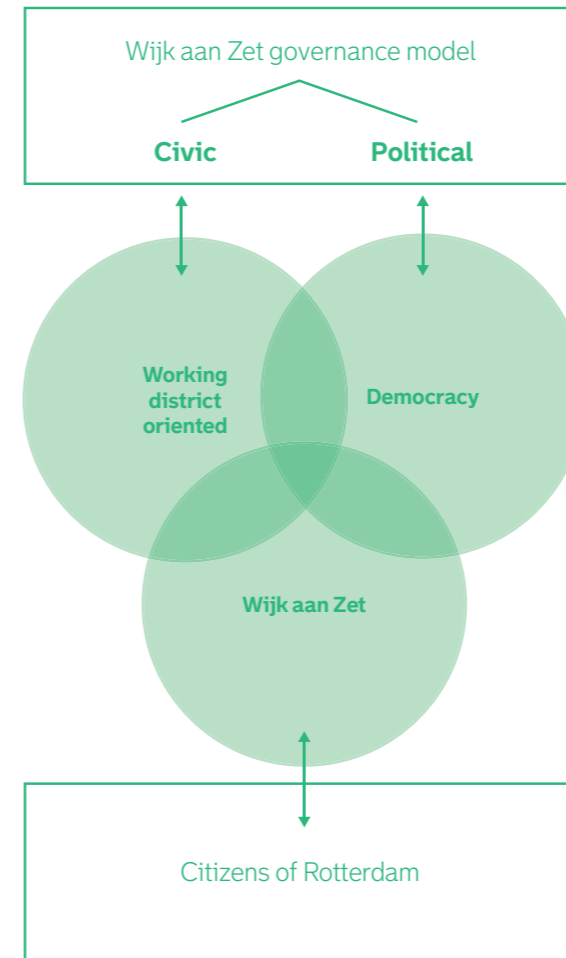 Wijk aan Zet governance model
Civic
Political
Working
district
oriented
Democracy
Wijk aan Zet
Citizens of Rotterdam